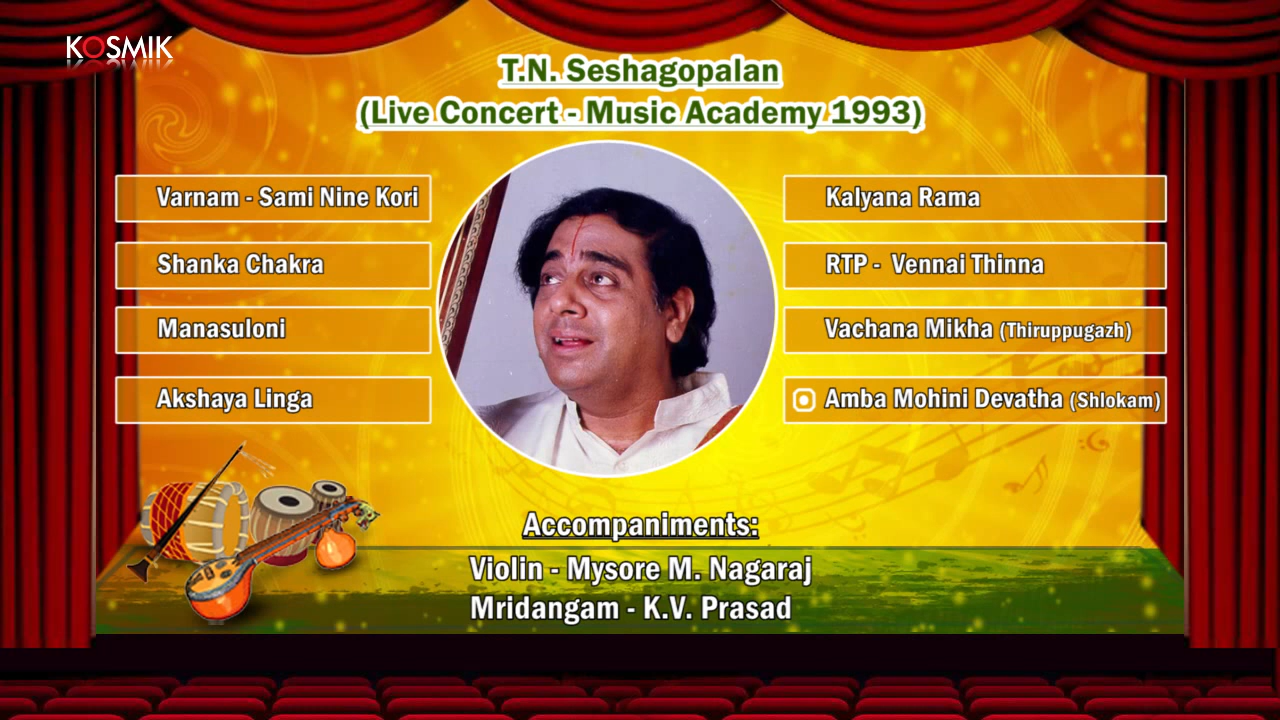 KOSMIK
T.N. Seshagopalan
(Live Concert - Music Academy 1993)
Varnam - Sami Nine Kori
Shanka Chakra
Manasuloni
Akshaya Linga
Kalyana Rama
RTP - Vennai Thinna
Vachana Mikha (Thiruppugazh)
Amba Mohini Devatha (Shlokam)
Accompaniments:
Violin - Mysore M. Nagaraj
Mridangam - K.V. Prasad